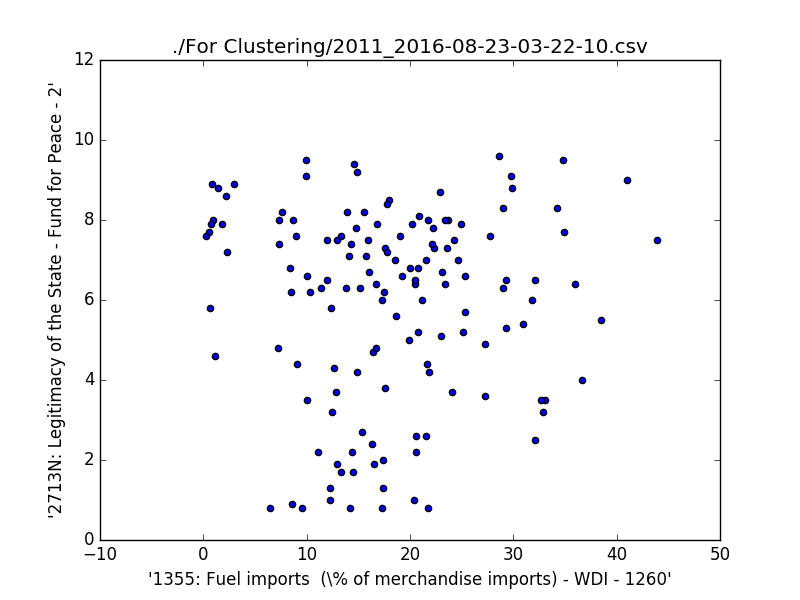 ./For Clustering/2011_2016-08-23-03-22-10.csv
'2713N: Legitimacy of the State - Fund for Peace - 2'
12
10
8
6
4
2
0
−10 0 10 20 30 40 50
'1355: Fuel imports  (\% of merchandise imports) - WDI - 1260'